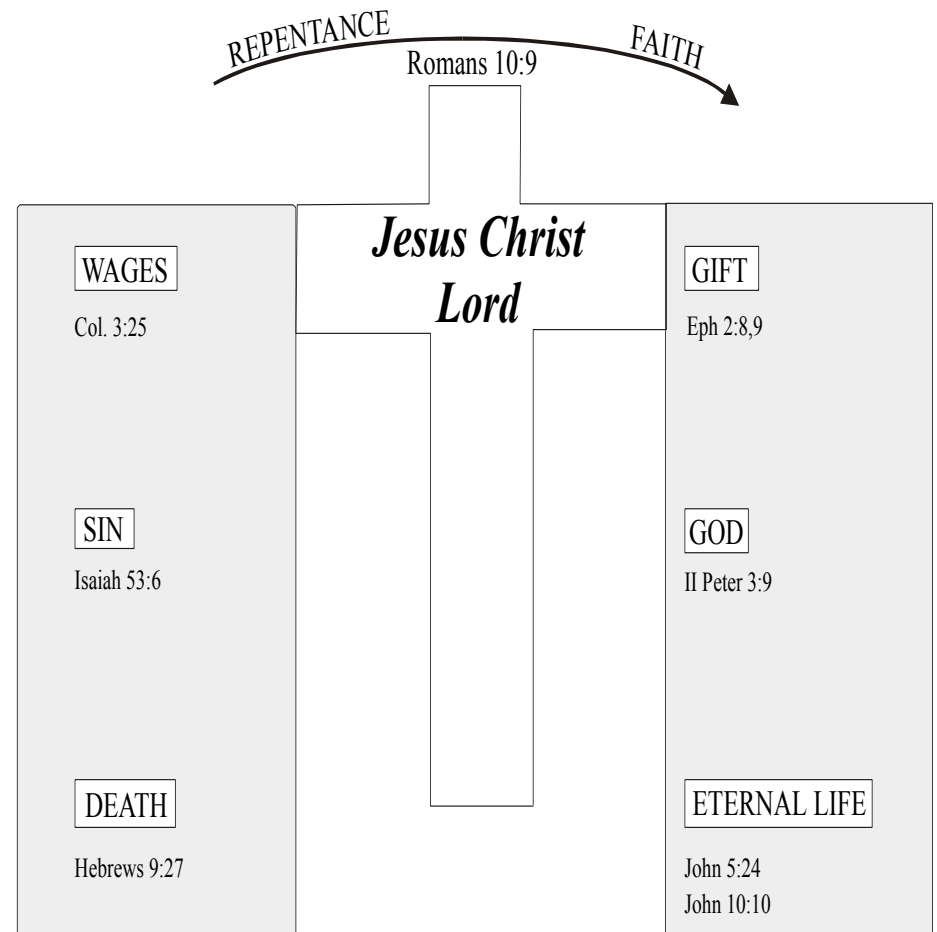 REPENTANCE
FAITH
Romans 10:9
Jesus Christ
Lord
WAGES
Col. 3:25
SIN
Isaiah 53:6
DEATH
Hebrews 9:27
GIFT
Eph 2:8,9
GOD
II Peter 3:9
ETERNAL LIFE
John 5:24
John 10:10